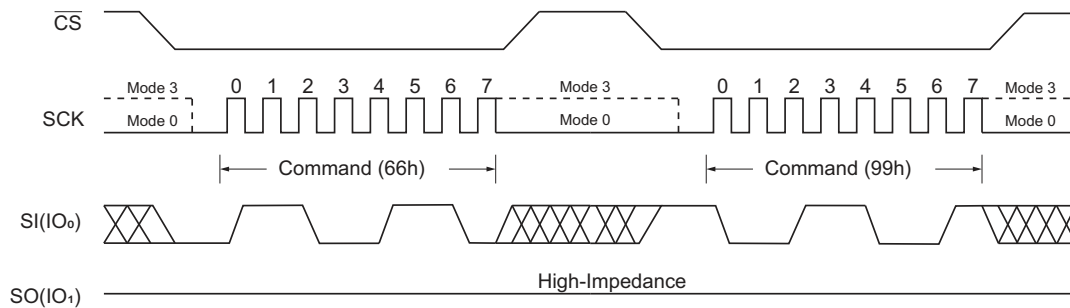 CS
0 1 2 3 4 5 6 7 0 1 2 3 4 5 6 7
Mode 3 Mode 3 Mode 3
SCK Mode 0 Mode 0 Mode 0
Command (66h) Command (99h)
SI(IO₀)
High-Impedance
SO(IO₁)